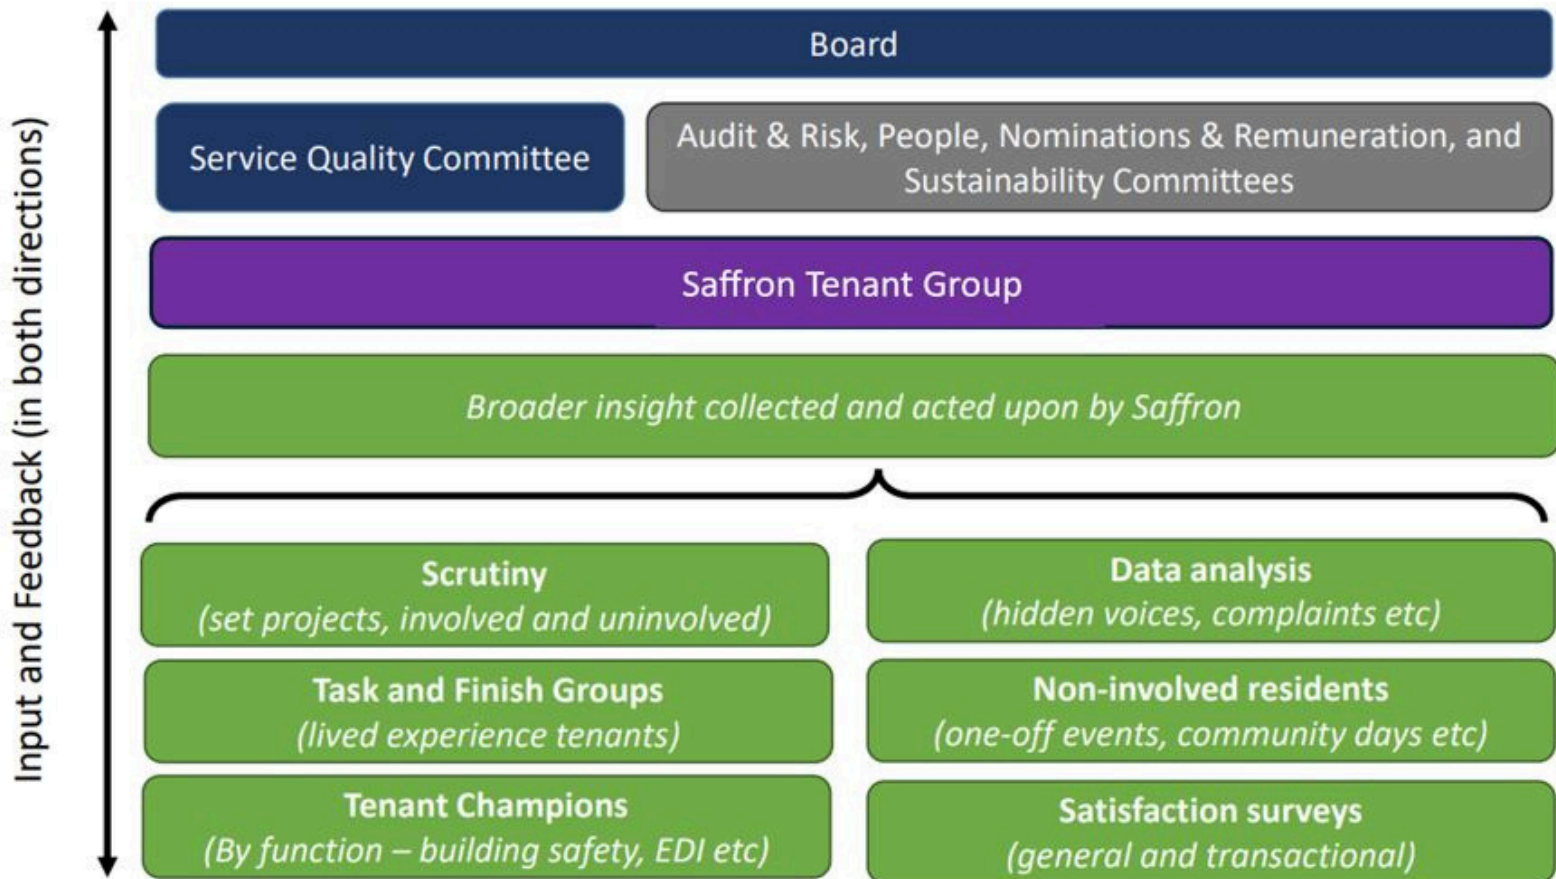 Input and Feedback (in both directions)
Board
Service Quality Committee
Audit & Risk, People, Nominations & Remuneration, and
Sustainability Committees
Saffron Tenant Group
Broader insight collected and acted upon by Saffron
Scrutiny
(set projects, involved and uninvolved)
Data analysis
(hidden voices, complaints etc)
Task and Finish Groups
(lived experience tenants)
Non-involved residents
(one-off events, community days etc)
Tenant Champions
(By function – building safety, EDI etc)
Satisfaction surveys
(general and transactional)